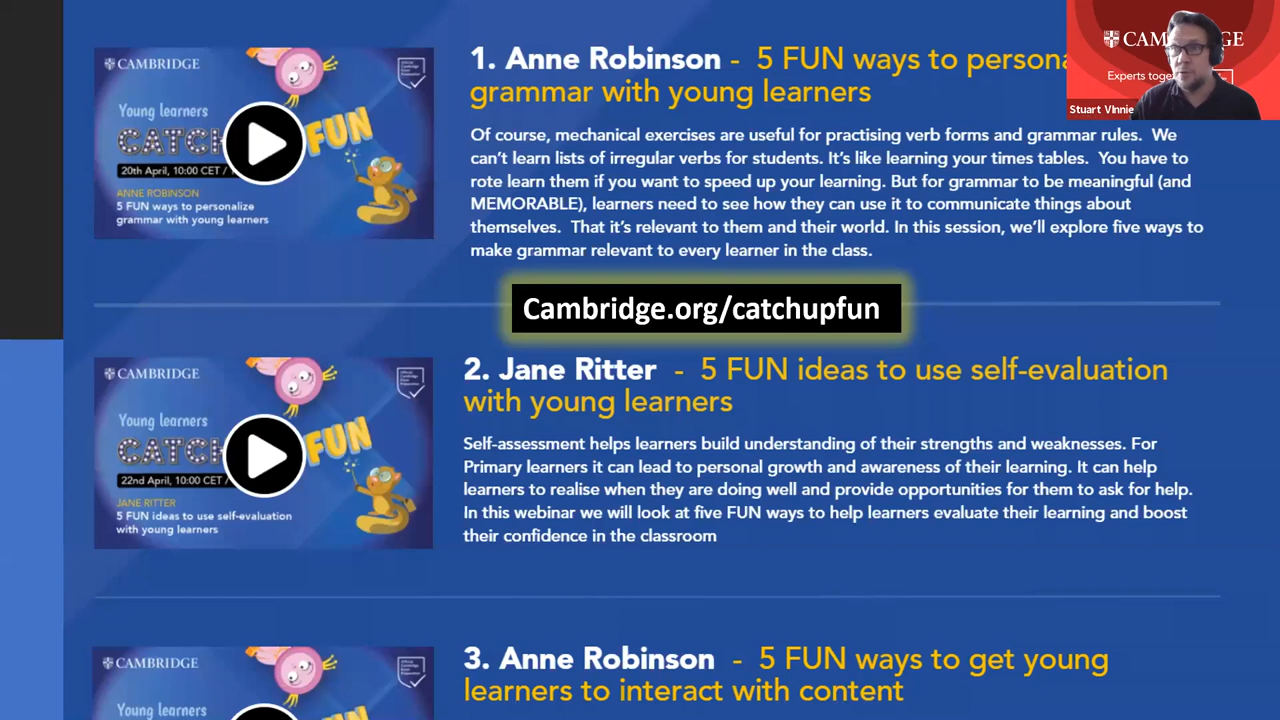 CAMBRIDGE
Young learners
CATCH
FUN
20th April, 10:00 CET /
ANNE ROBINSON
5 FUN ways to personalize
grammar with young learners
1. Anne Robinson - 5 FUN ways to persona
grammar with young learners
Of course, mechanical exercises are useful for practising verb forms and grammar rules. We
can't learn lists of irregular verbs for students. It's like learning your times tables. You have to
rote learn them if you want to speed up your learning. But for grammar to be meaningful (and
MEMORABLE), learners need to see how they can use it to communicate things about
themselves. That it's relevant to them and their world. In this session, we'll explore five ways to
make grammar relevant to every learner in the class.
CAM GE
Experts toge
Stuart VInnie
Cambridge.org/catchupfun
CAMBRIDGE
Young learners
CATCH
FUN
22nd April, 10:00 CET /
JANE RITTER
5 FUN ideas to use self-evaluation
with young learners
2. Jane Ritter - 5 FUN ideas to use self-evaluation
with young learners
Self-assessment helps learners build understanding of their strengths and weaknesses. For
Primary learners it can lead to personal growth and awareness of their learning. It can help
learners to realise when they are doing well and provide opportunities for them to ask for help.
In this webinar we will look at five FUN ways to help learners evaluate their learning and boost
their confidence in the classroom
CAMBRIDGE
Young learners
3. Anne Robinson - 5 FUN ways to get young
learners to interact with content